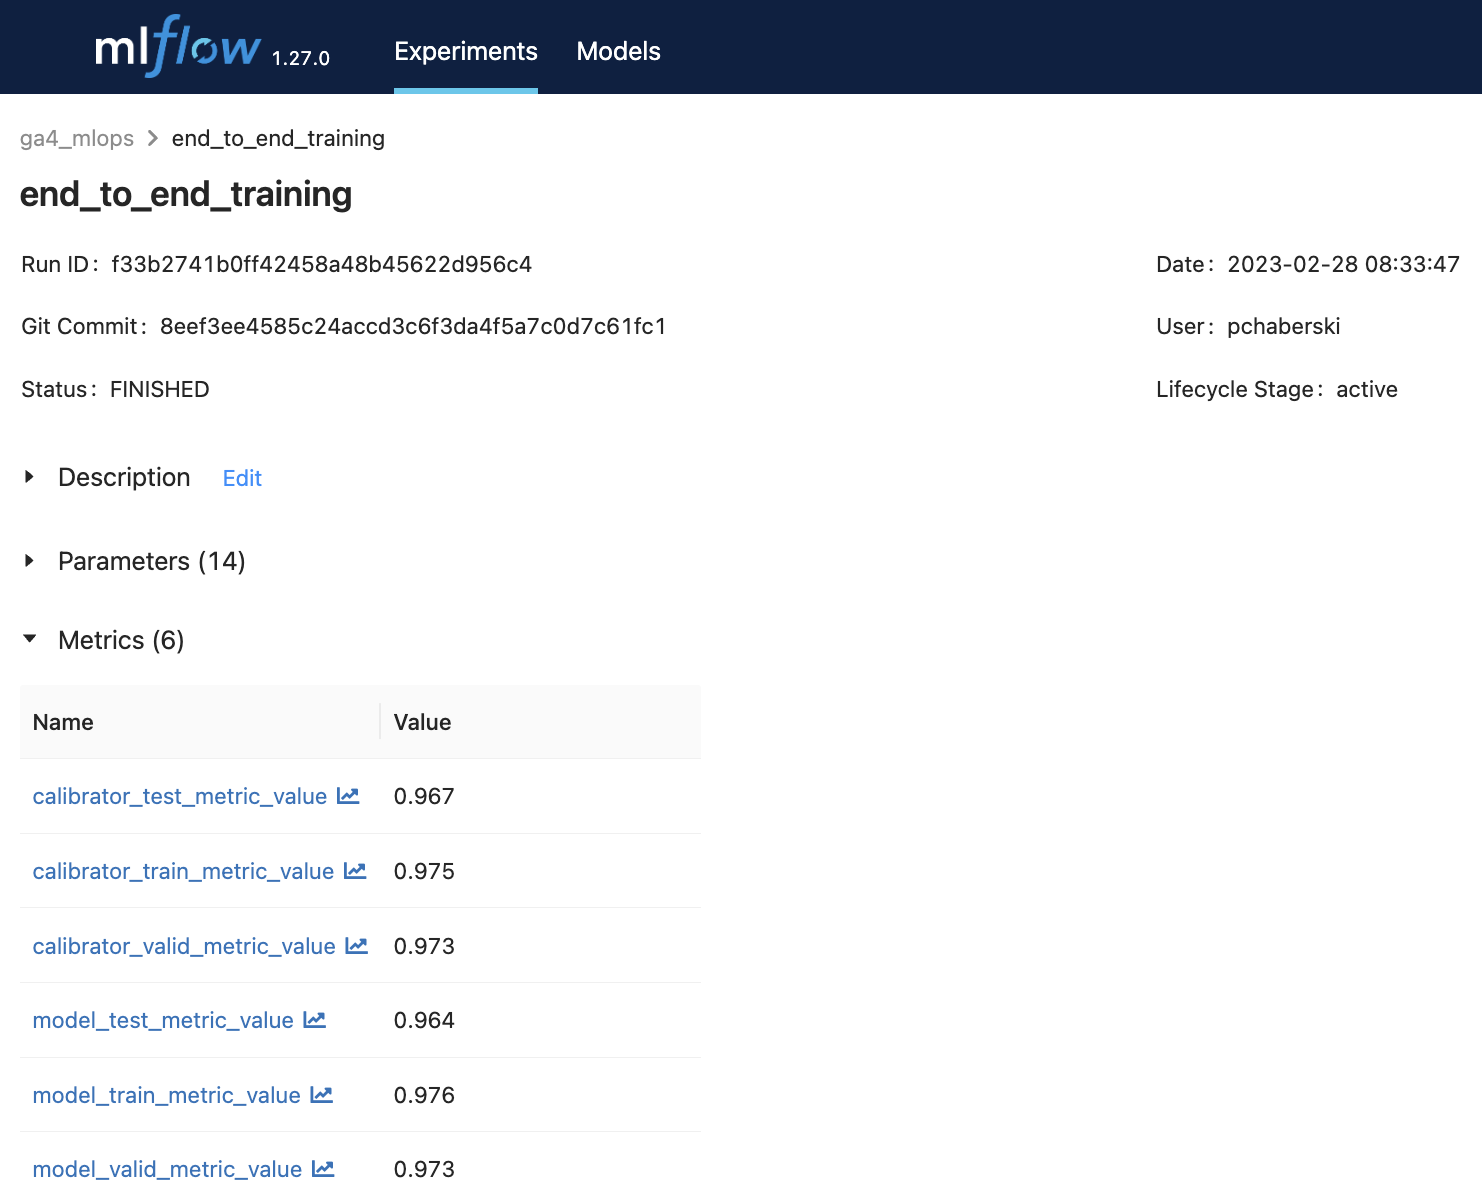 mlflow 1.27.0 Experiments Models
ga4_mlops > end_to_end_training
end_to_end_training
Run ID: f33b2741b0ff42458a48b45622d956c4 Date: 2023-02-28 08:33:47
Git Commit: 8eef3ee4585c24accd3c6f3da4f5a7c0d7c61fc1 User: pchaberski
Status: FINISHED Lifecycle Stage: active
Description Edit
Parameters (14)
Metrics (6)
Name Value
calibrator_test_metric_value 0.967
calibrator_train_metric_value 0.975
calibrator_valid_metric_value 0.973
model_test_metric_value 0.964
model_train_metric_value 0.976
model_valid_metric_value 0.973